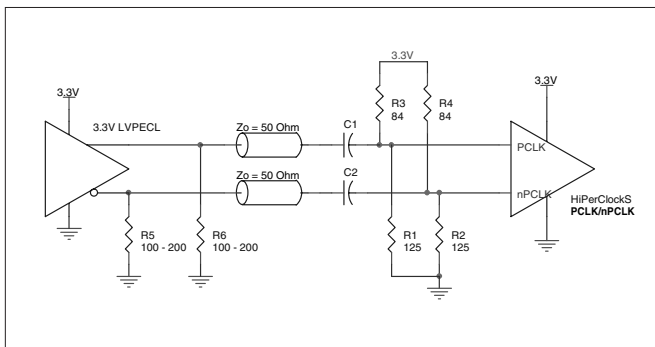 3.3V
3.3V
3.3V
R3
84
R4
84
3.3V LVPECL
Zo = 50 Ohm
C1
PCLK
Zo = 50 Ohm
C2
nPCLK
HiPerClockS
PCLK/nPCLK
R5
100 - 200
R6
100 - 200
R1
125
R2
125